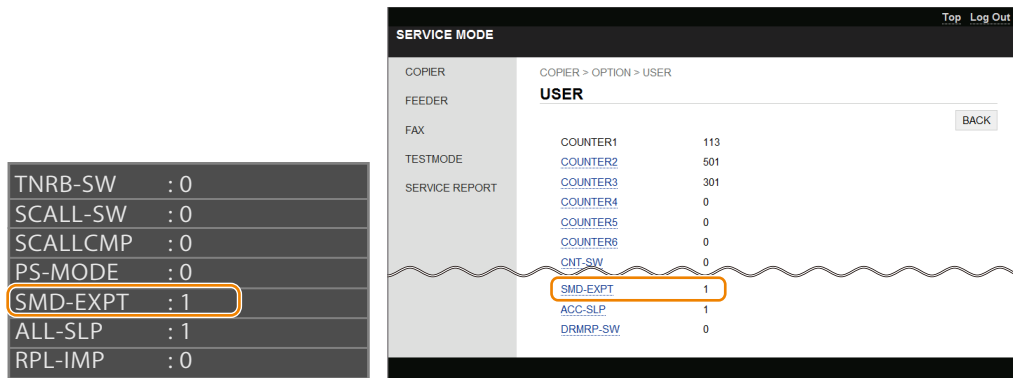 TNRB-SW : 0
SCALL-SW : 0
SCALLCMP : 0
PS-MODE : 0
SMD-EXPT : 1
ALL-SLP : 1
RPL-IMP : 0
Top Log Out
SERVICE MODE
COPIER
FEEDER
FAX
TESTMODE
SERVICE REPORT
COPIER > OPTION > USER
USER
BACK
COUNTER1 113
COUNTER2 501
COUNTER3 301
COUNTER4 0
COUNTER5 0
COUNTER6 0
CNT-SW 0
SMD-EXPT 1
ACC-SLP 1
DRMRP-SW 0